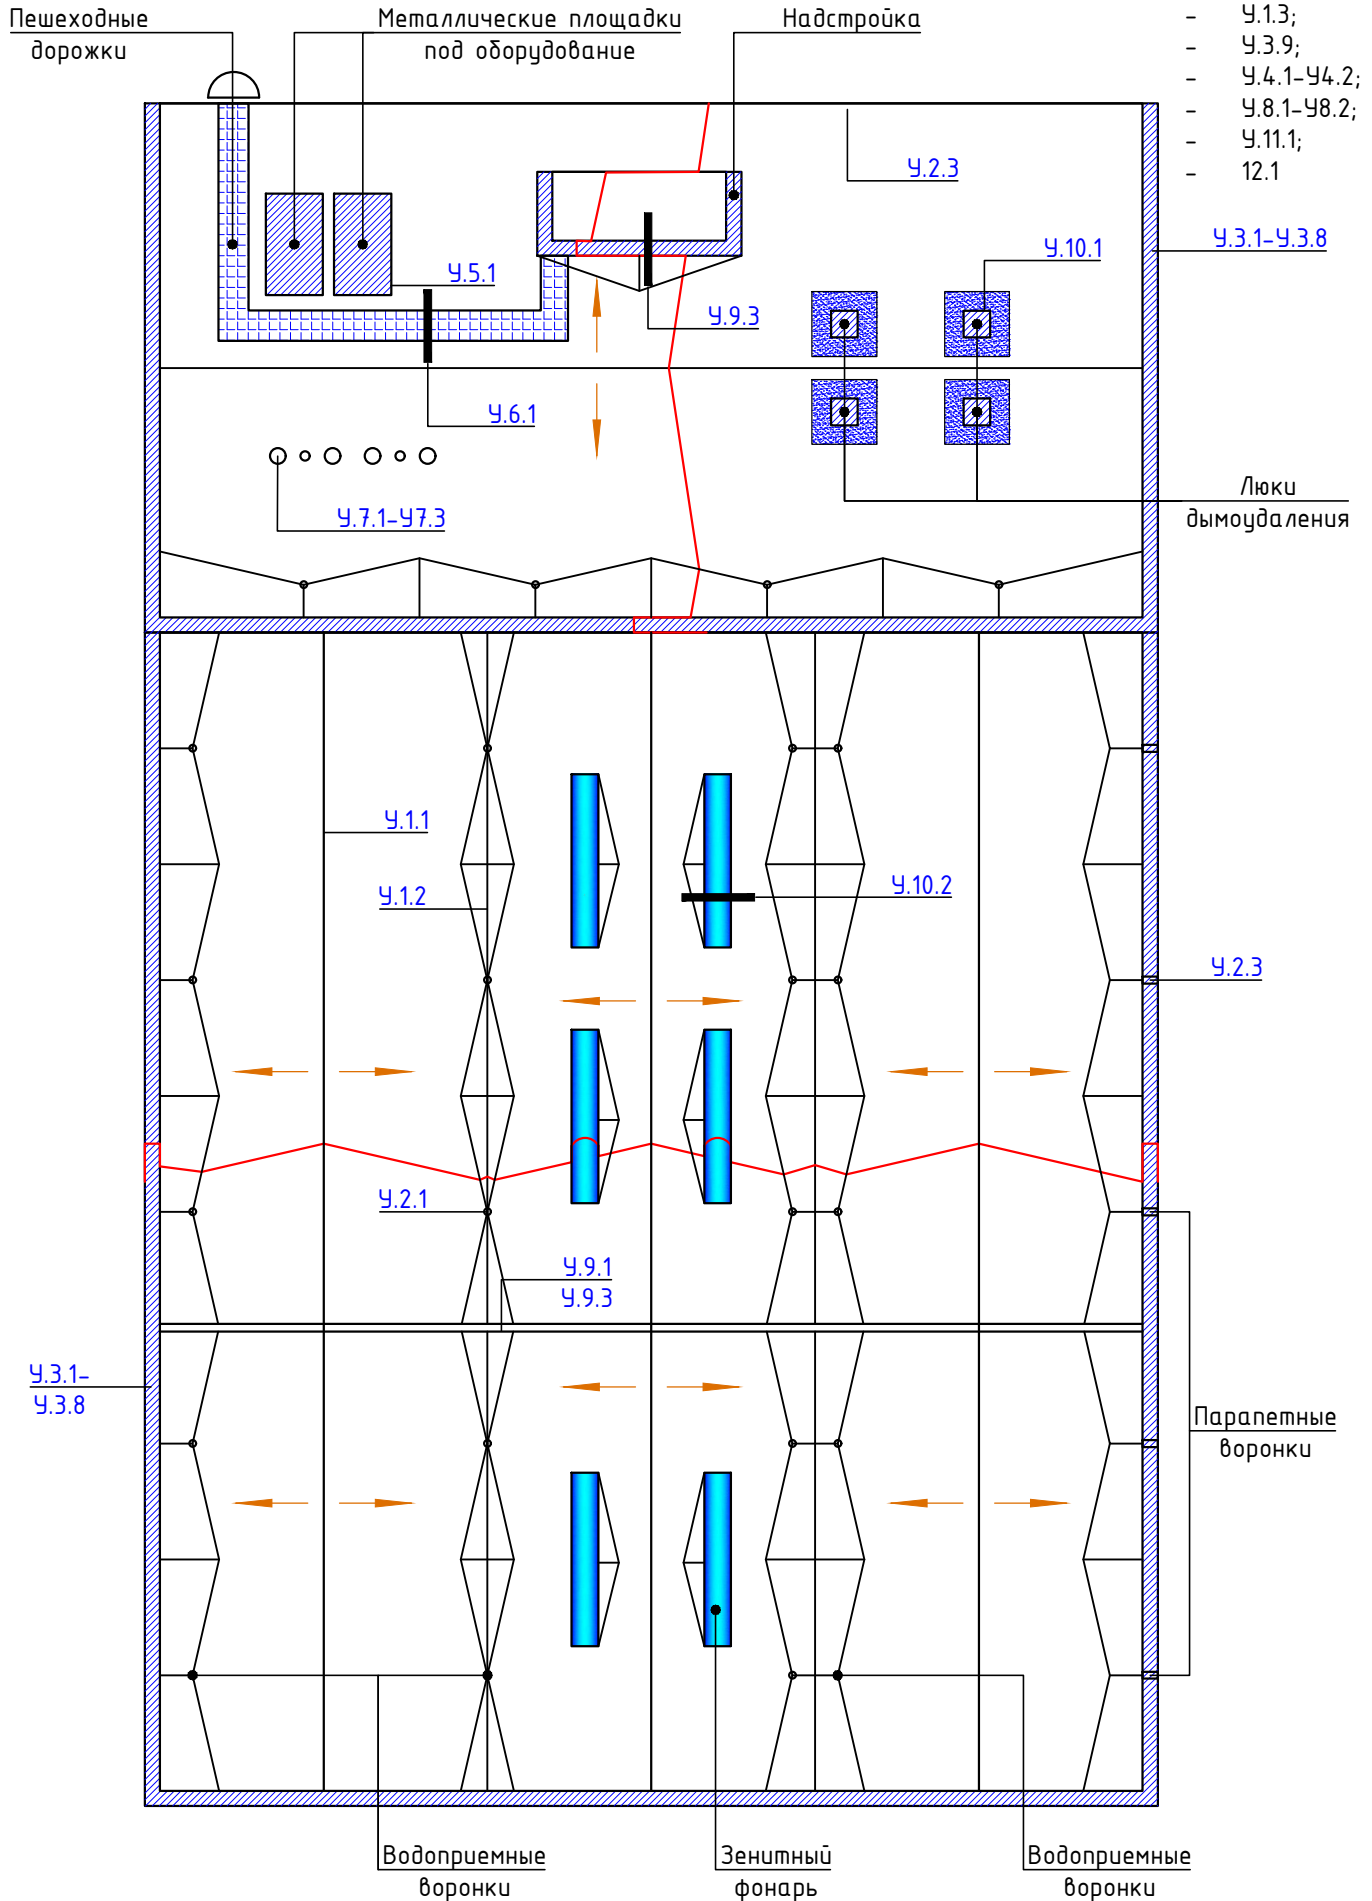 Пешеходные
дорожки
Металлические площадки
под оборудование
Надстройка
- У.1.3;
- У.3.9;
- У.4.1-У4.2;
- У.8.1-У8.2;
- У.11.1;
- 12.1
У.2.3
У.3.1-У.3.8
У.10.1
У.5.1
У.9.3
У.6.1
У.7.1-У7.3
Люки
дымоудаления
У.1.1
У.1.2
У.10.2
У.2.3
У.2.1
У.9.1
У.9.3
У.3.1-
У.3.8
Парапетные
воронки
Водоприемные
воронки
Зенитный
фонарь
Водоприемные
воронки